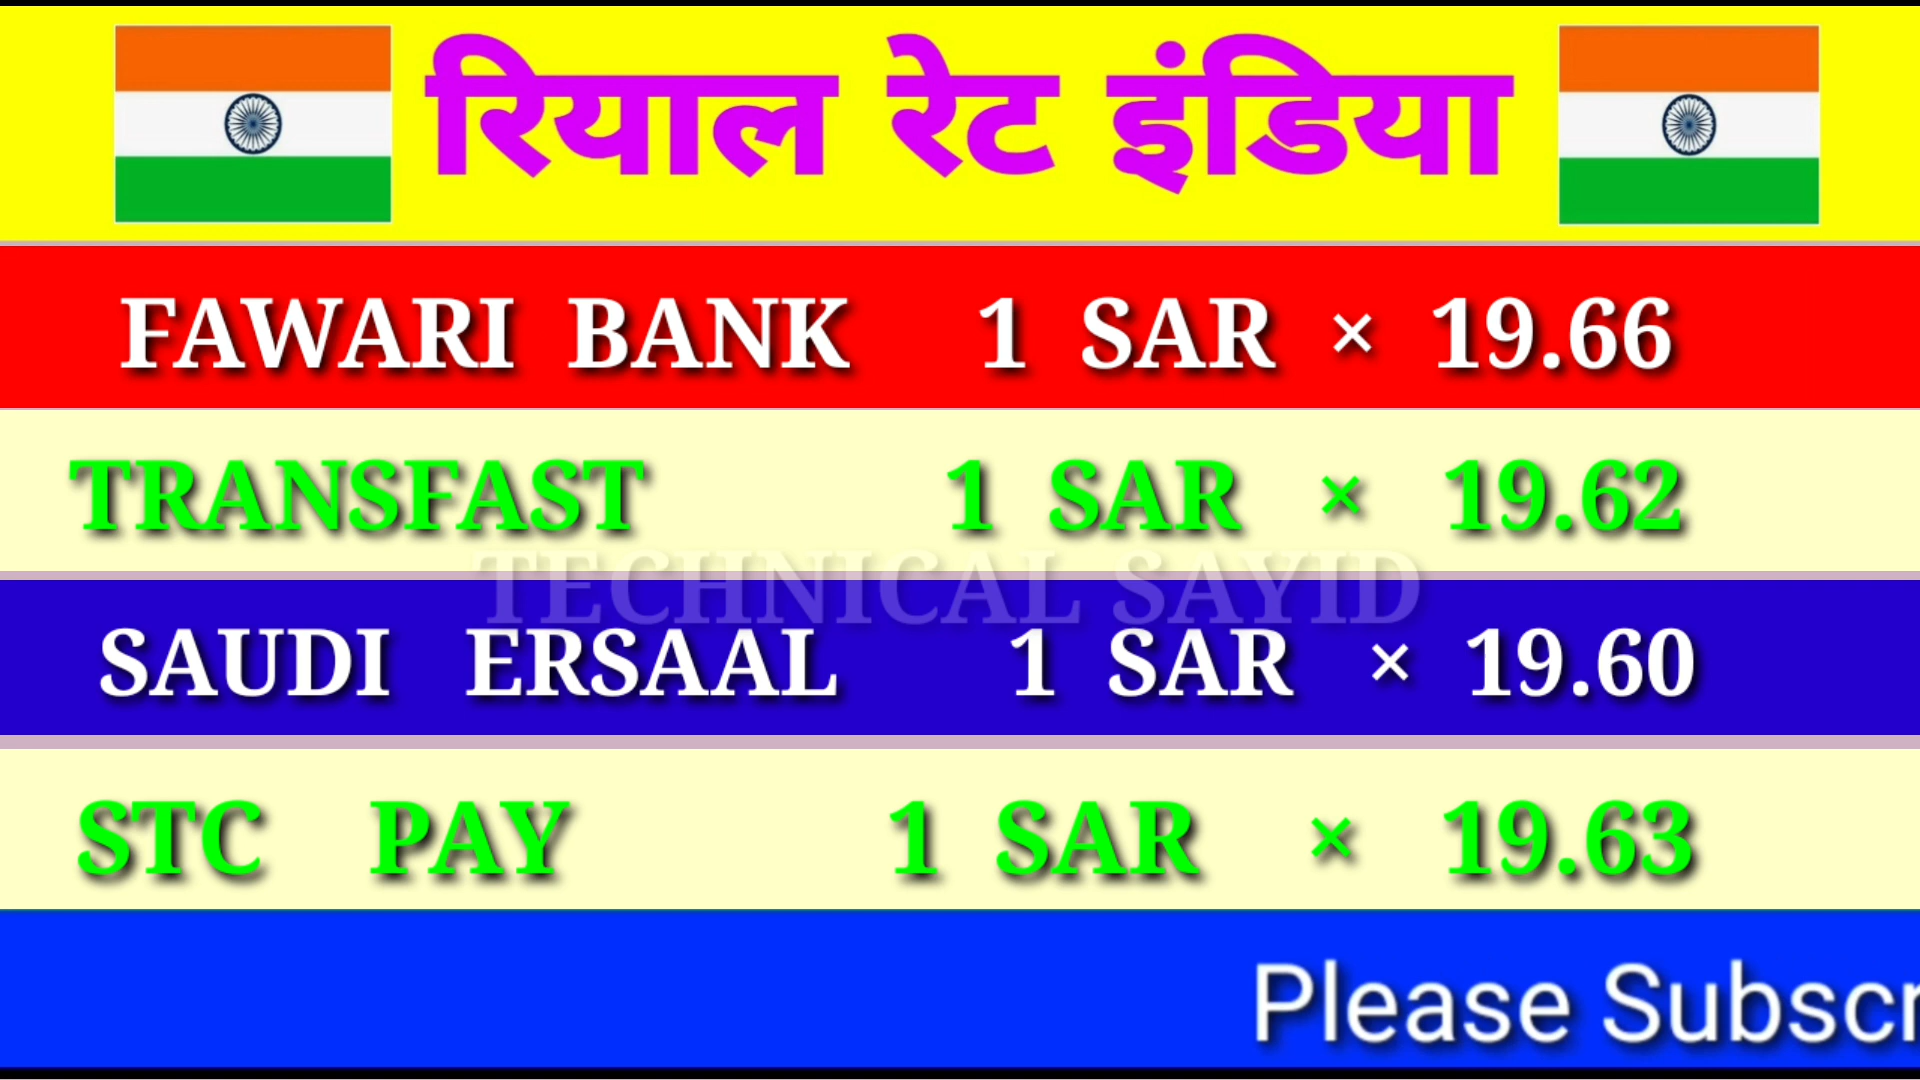 रियाल रेट इंडिया
FAWARI BANK 1 SAR × 19.66
TRANSFAST 1 SAR × 19.62
TECHNICAL SAYID
SAUDI ERSAAL 1 SAR × 19.60
STC PAY 1 SAR × 19.63
Please Subscr